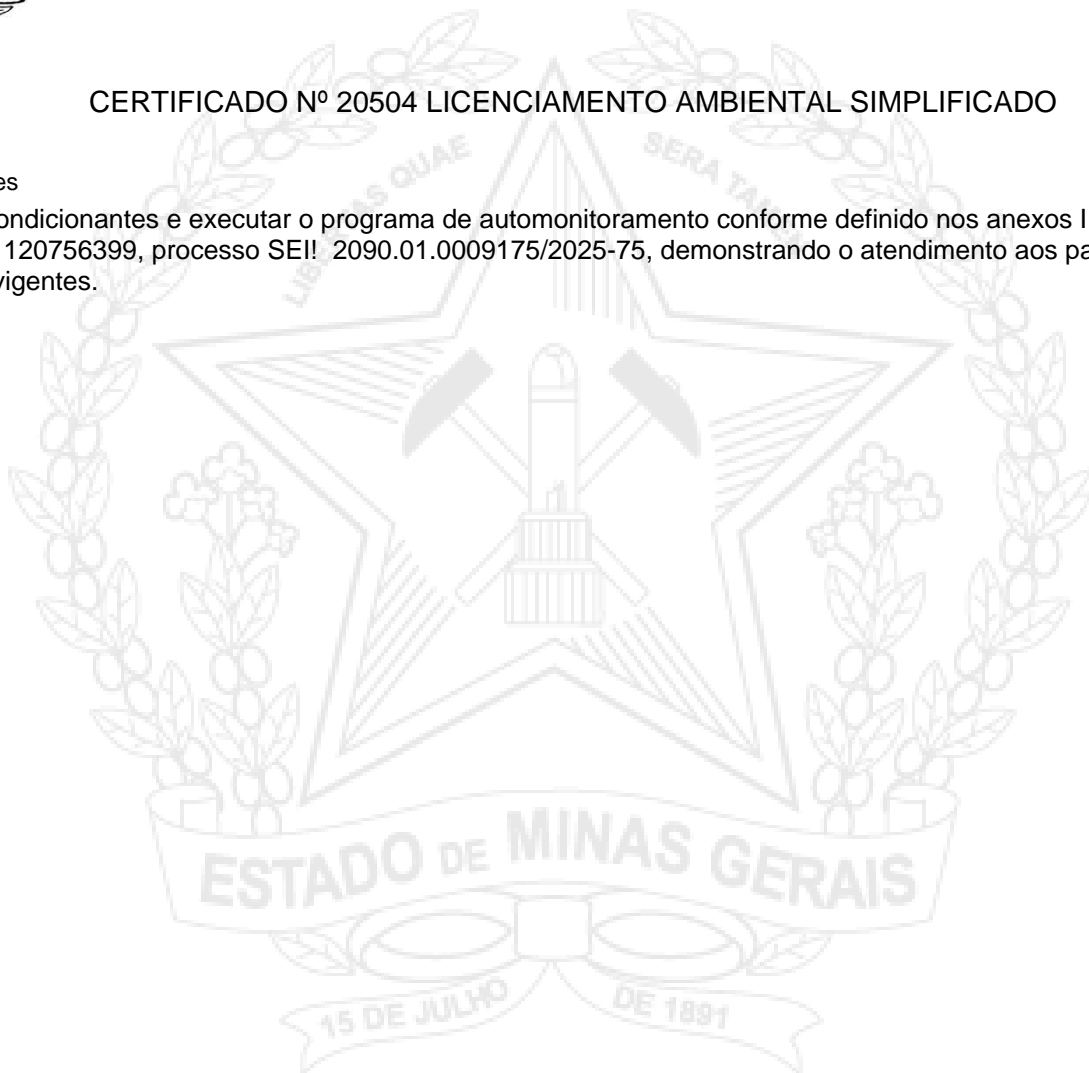 CERTIFICADO Nº 20504 LICENCIAMENTO AMBIENTAL SIMPLIFICADO
es
ondicionantes e executar o programa de automonitoramento conforme definido nos anexos I
120756399, processo SEI! 2090.01.0009175/2025-75, demonstrando o atendimento aos pa
vigentes.
LIBERTAS QUAE SERA TAMEN
ESTADO DE MINAS GERAIS
15 DE JULHO DE 1891